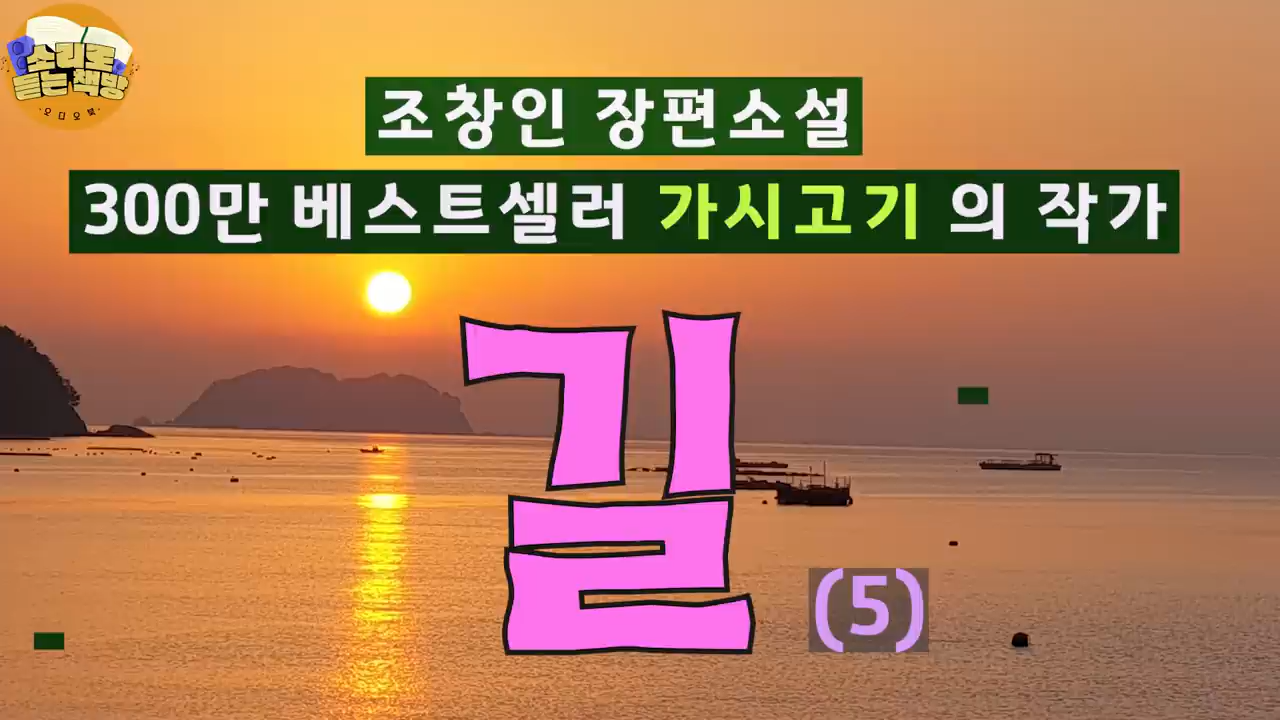 소리로
듣는 책방
오디오북
조창인 장편소설
300만 베스트셀러 가시고기 의 작가
길
(5)